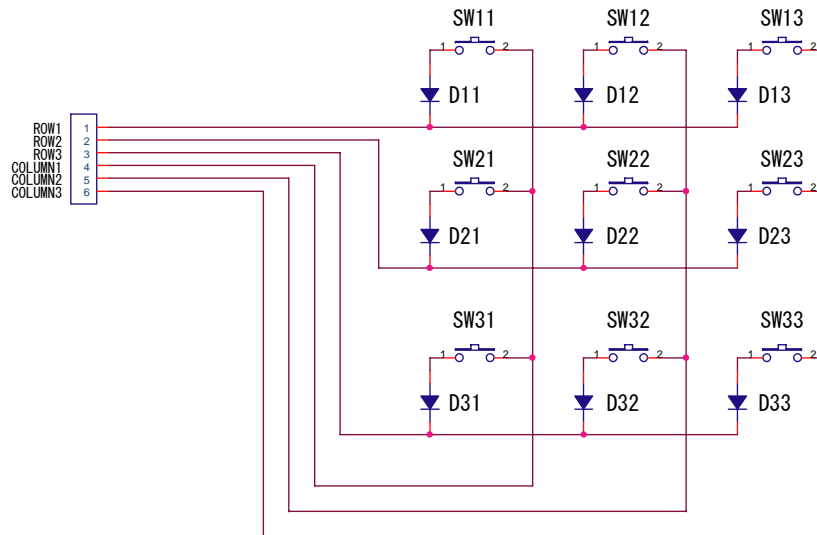 SW11 SW12 SW13
1 2 1 2 1 2
D11 D12 D13
ROW1 1
ROW2 2
ROW3 3
COLUMN1 4
COLUMN2 5
COLUMN3 6
SW21 SW22 SW23
1 2 1 2 1 2
D21 D22 D23
SW31 SW32 SW33
1 2 1 2 1 2
D31 D32 D33